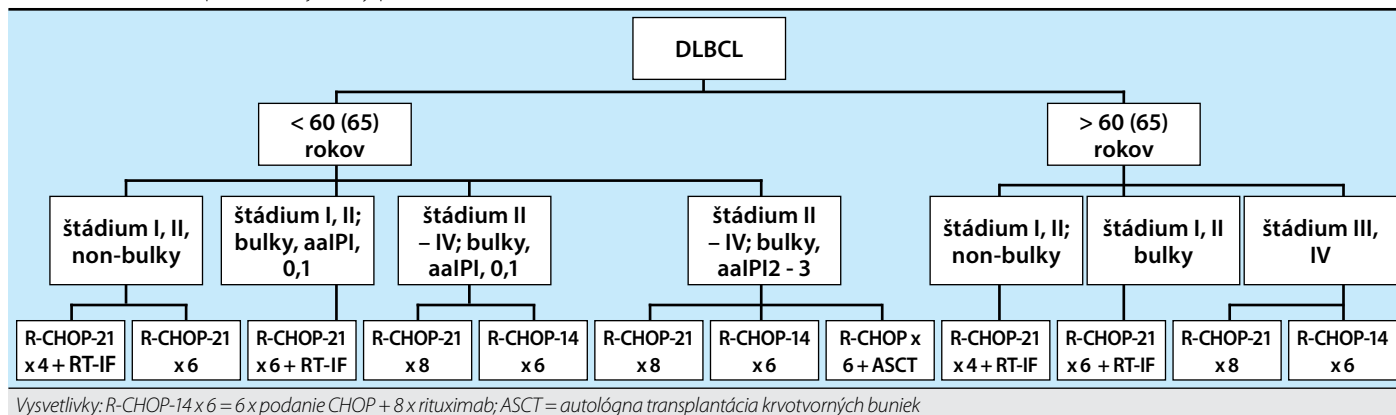 DLBCL
< 60 (65)
rokov
> 60 (65)
rokov
štádium I, II,
non-bulky
štádium I, II;
bulky, aaIPI,
0,1
štádium II
– IV; bulky,
aaIPI, 0,1
štádium II
– IV; bulky,
aaIPI2 - 3
štádium I, II;
non-bulky
štádium I, II
bulky
štádium III,
IV
R-CHOP-21
x 4 + RT-IF
R-CHOP-21
x 6
R-CHOP-21
x 6 + RT-IF
R-CHOP-21
x 8
R-CHOP-14
x 6
R-CHOP-21
x 8
R-CHOP-14
x 6
R-CHOP x
6 + ASCT
R-CHOP-21
x 4 + RT-IF
R-CHOP-21
x 6 + RT-IF
R-CHOP-21
x 8
R-CHOP-14
x 6
Vysvetlivky: R-CHOP-14 x 6 = 6 x podanie CHOP + 8 x rituximab; ASCT = autológna transplantácia krvotvorných buniek